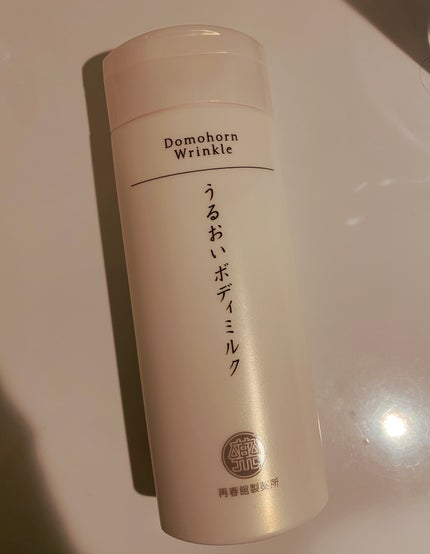 Domohorn
Wrinkle
うるおいボディミルク
再春館製薬所